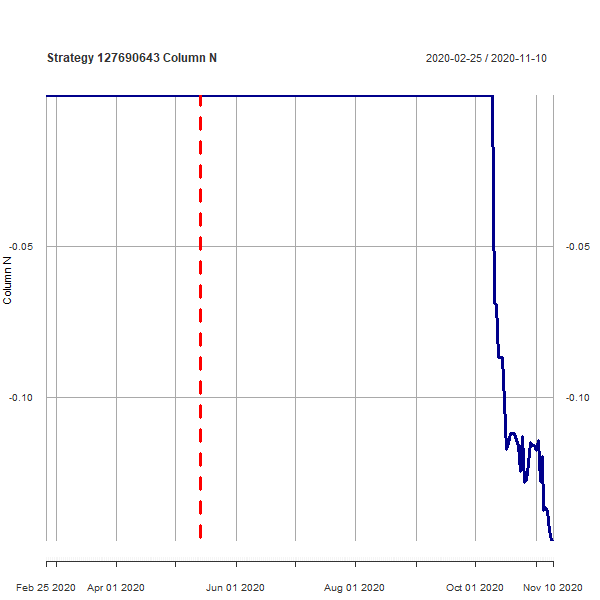 Strategy 127690643 Column N
2020-02-25 / 2020-11-10
-0.05
-0.05
Column N
-0.10
-0.10
Feb 25 2020
Apr 01 2020
Jun 01 2020
Aug 01 2020
Oct 01 2020
Nov 10 2020